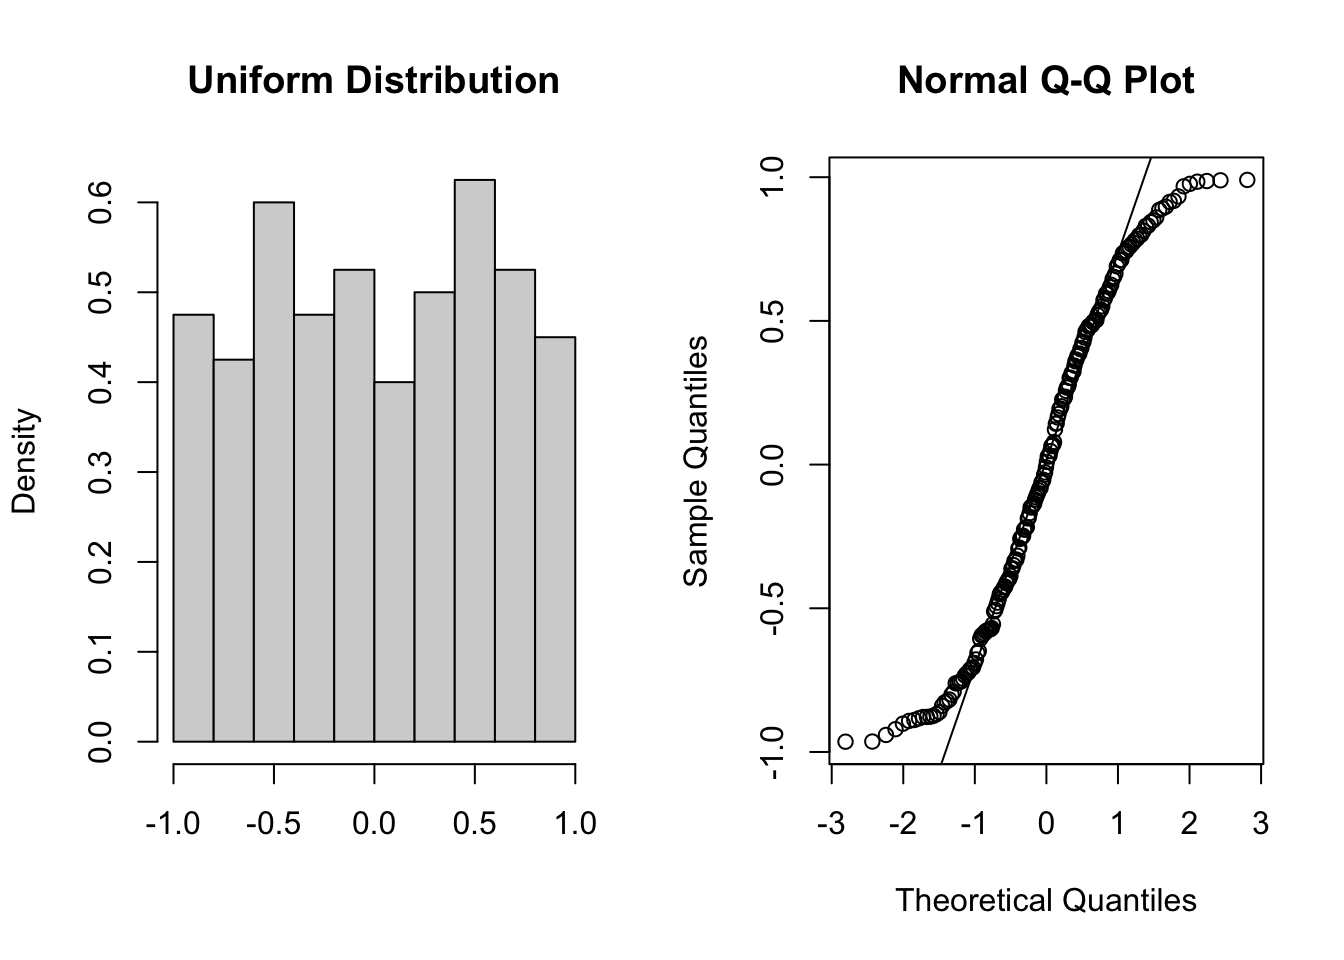 Uniform Distribution
Density
0.0 0.1 0.2 0.3 0.4 0.5 0.6
-1.0 -0.5 0.0 0.5 1.0
Normal Q-Q Plot
Sample Quantiles
-1.0 -0.5 0.0 0.5 1.0
-3 -2 -1 0 1 2 3
Theoretical Quantiles